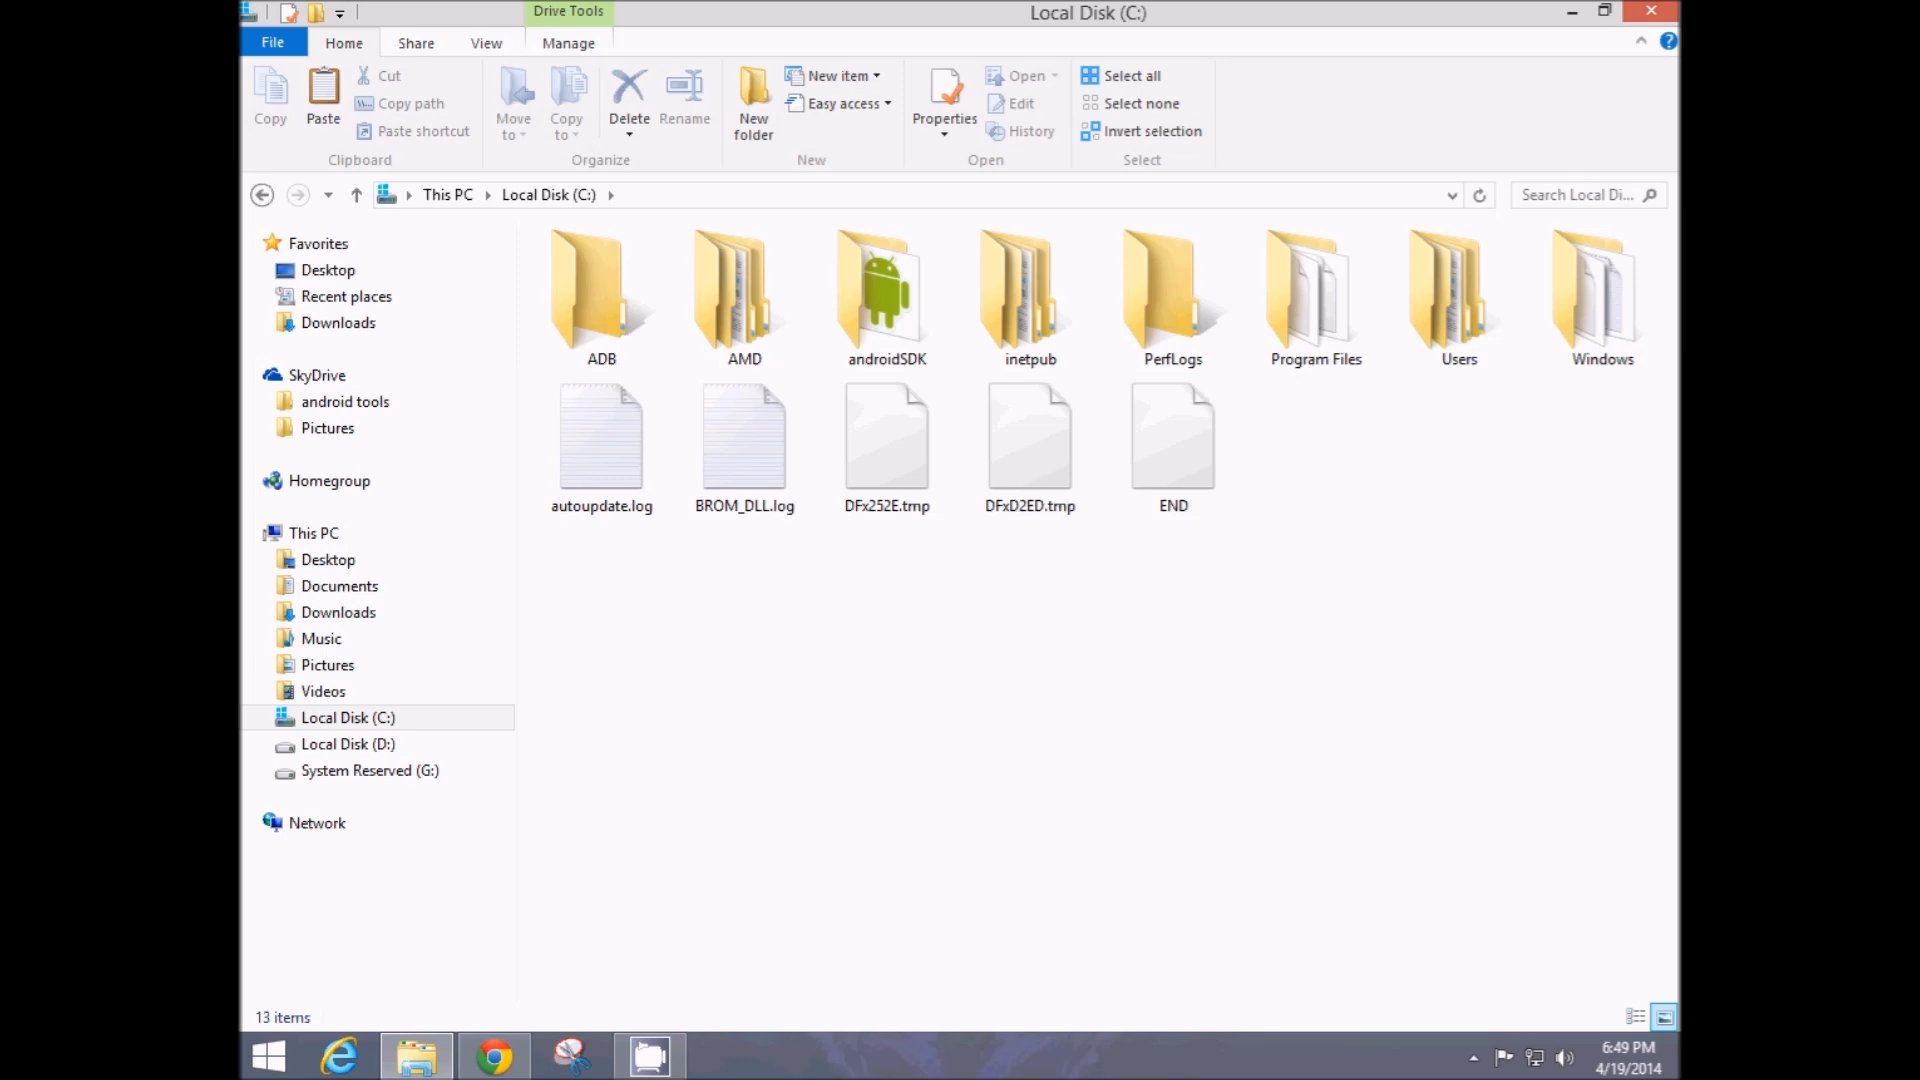 Drive Tools
Local Disk (C:)
File
Home
Share
View
Manage
Copy
Paste
Cut
Copy path
Paste shortcut
Clipboard
Move to
Copy to
Delete
Rename
Organize
New folder
New item
Easy access
New
Properties
Open
Edit
History
Open
Select all
Select none
Invert selection
Select
This PC
Local Disk (C:)
Search Local Di...
Favorites
Desktop
Recent places
Downloads
SkyDrive
android tools
Pictures
Homegroup
This PC
Desktop
Documents
Downloads
Music
Pictures
Videos
Local Disk (C:)
Local Disk (D:)
System Reserved (G:)
Network
ADB
AMD
androidSDK
inetpub
PerfLogs
Program Files
Users
Windows
autoupdate.log
BROM_DLL.log
DFx252E.tmp
DFxD2ED.tmp
END
13 items
6:49 PM
4/19/2014